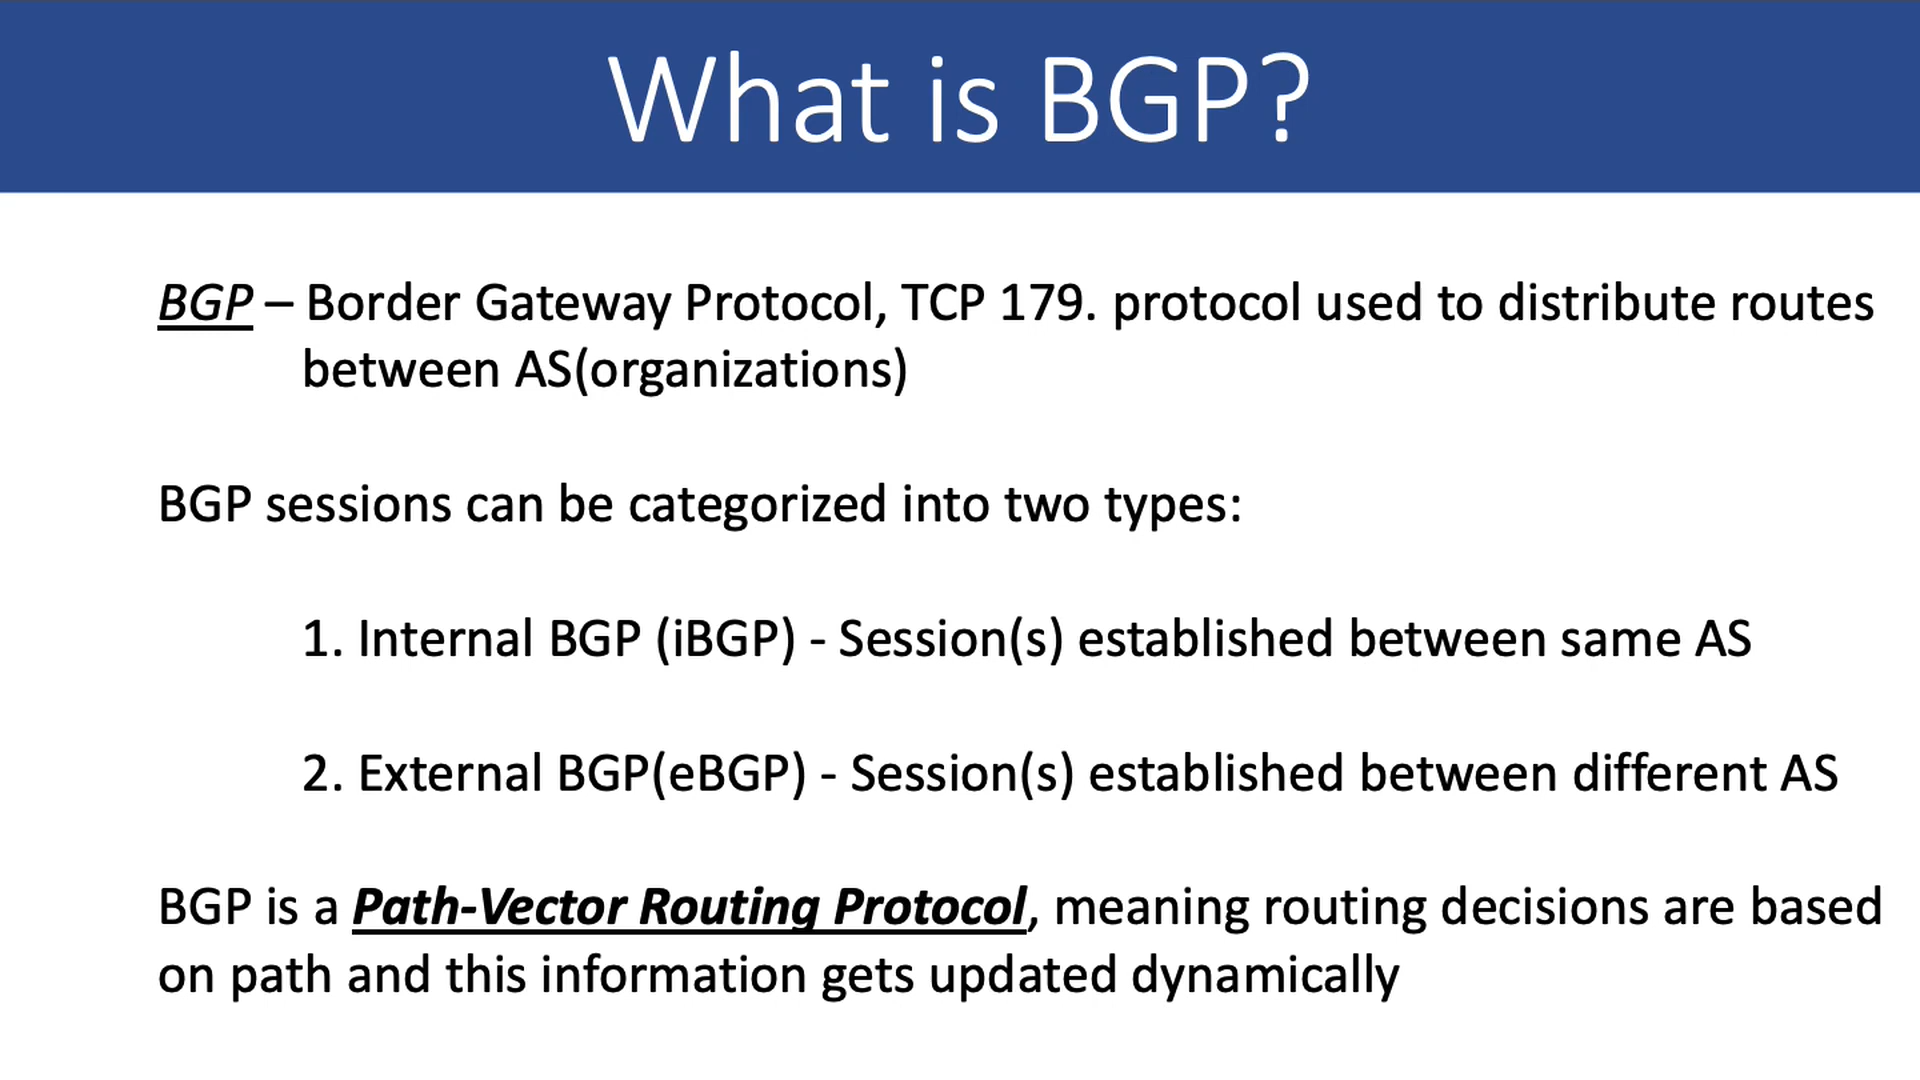 What is BGP?
BGP – Border Gateway Protocol, TCP 179. protocol used to distribute routes
between AS(organizations)
BGP sessions can be categorized into two types:
1. Internal BGP (iBGP) - Session(s) established between same AS
2. External BGP(eBGP) - Session(s) established between different AS
BGP is a Path-Vector Routing Protocol, meaning routing decisions are based
on path and this information gets updated dynamically